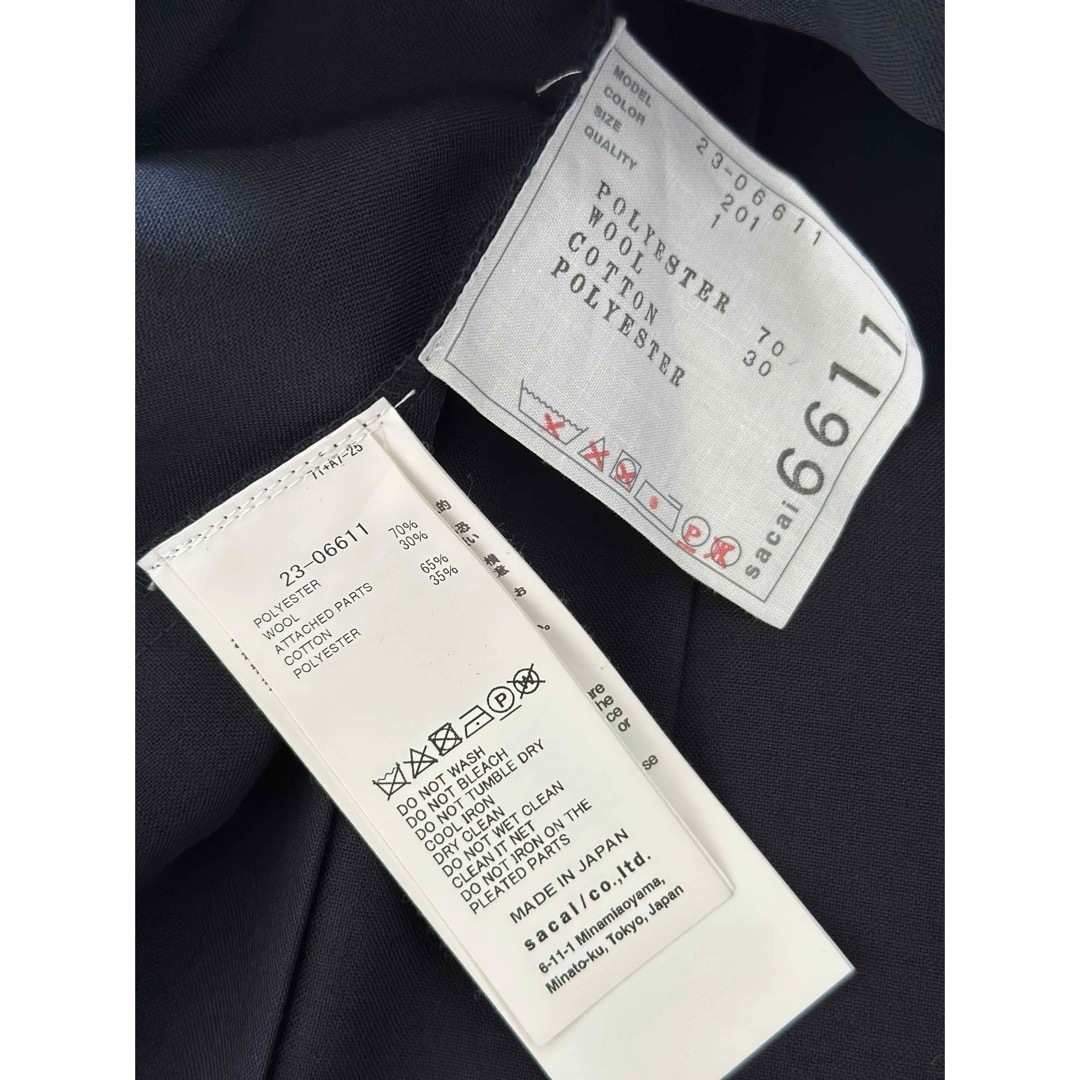 MODEL 23-06611
COLOR 201
SIZE 1
QUALITY
POLYESTER 70
WOOL 30
COTTON
POLYESTER
sacai 6611
23-06611
POLYESTER 70%
WOOL 30%
ATTACHED PARTS
COTTON 65%
POLYESTER 35%
DO NOT WASH
DO NOT BLEACH
DO NOT TUMBLE DRY
COOL IRON
DRY CLEAN
DO NOT WET CLEAN
CLEAN IT NET
DO NOT IRON ON THE
PLEATED PARTS
MADE IN JAPAN
sacai/co.,ltd.
6-11-1 Minamiaoyama,
Minato-ku, Tokyo, Japan